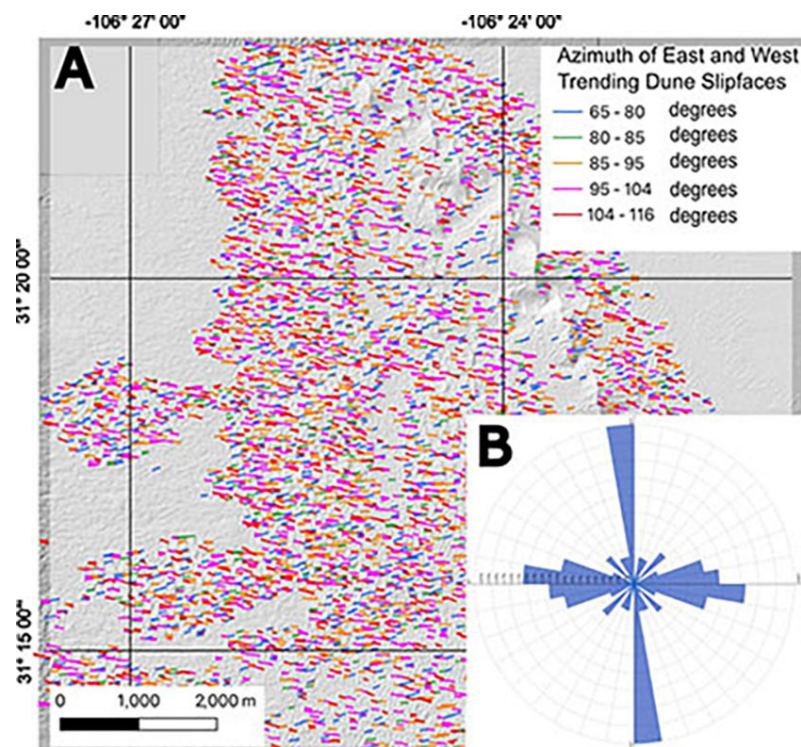 -106° 27' 00"
-106° 24' 00"
A
Azimuth of East and West
Trending Dune Slipfaces
65 - 80 degrees
80 - 85 degrees
85 - 95 degrees
95 - 104 degrees
104 - 116 degrees
31° 20' 00"
B
31° 15' 00"
0 1,000 2,000 m